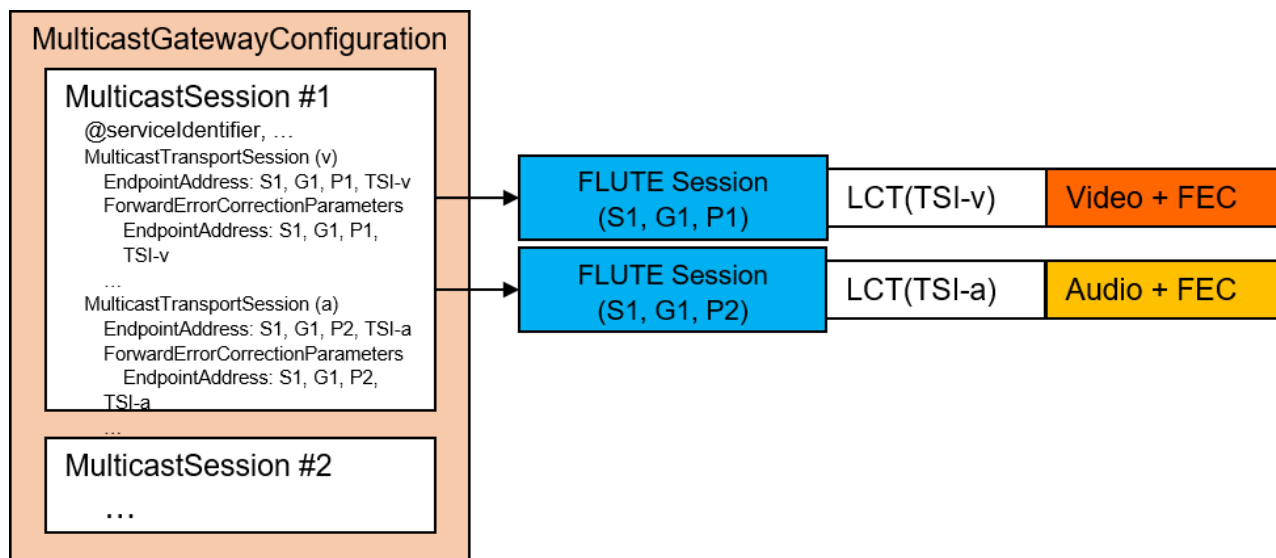 MulticastGatewayConfiguration
MulticastSession #1
@serviceIdentifier, …
MulticastTransportSession (v)
EndpointAddress: S1, G1, P1, TSI-v
ForwardErrorCorrectionParameters
EndpointAddress: S1, G1, P1,
TSI-v
…
MulticastTransportSession (a)
EndpointAddress: S1, G1, P2, TSI-a
ForwardErrorCorrectionParameters
EndpointAddress: S1, G1, P2,
TSI-a
…
MulticastSession #2
…
FLUTE Session
(S1, G1, P1)
LCT(TSI-v)
Video + FEC
FLUTE Session
(S1, G1, P2)
LCT(TSI-a)
Audio + FEC